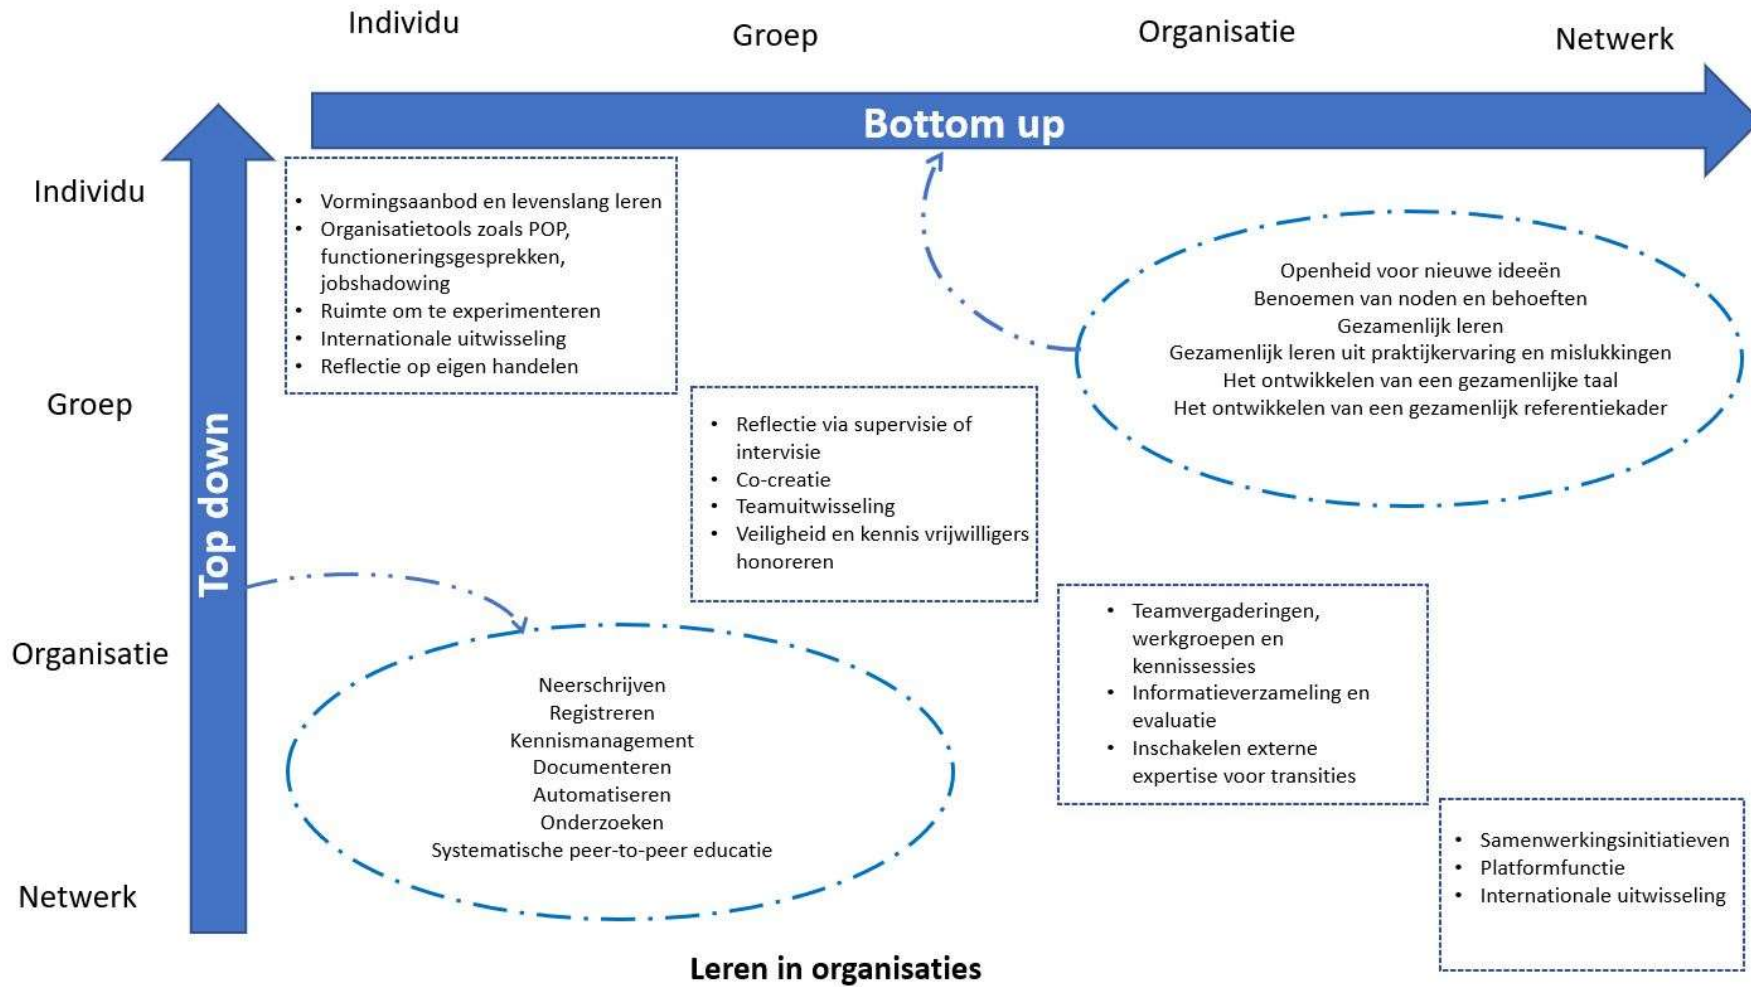 Individu
Groep
Organisatie
Netwerk
Bottom up
Top down
Individu
Groep
Organisatie
Netwerk
• Vormingsaanbod en levenslang leren
• Organisatietools zoals POP,
functioneringsgesprekken,
jobshadowing
• Ruimte om te experimenteren
• Internationale uitwisseling
• Reflectie op eigen handelen
Openheid voor nieuwe ideeën
Benoemen van noden en behoeften
Gezamenlijk leren
Gezamenlijk leren uit praktijkervaring en mislukkingen
Het ontwikkelen van een gezamenlijke taal
Het ontwikkelen van een gezamenlijk referentiekader
• Reflectie via supervisie of
intervisie
• Co-creatie
• Teamuitwisseling
• Veiligheid en kennis vrijwilligers
honoreren
• Teamvergaderingen,
werkgroepen en
kennissessies
• Informatieverzameling en
evaluatie
• Inschakelen externe
expertise voor transities
Neerschrijven
Registreren
Kennismanagement
Documenteren
Automatiseren
Onderzoeken
Systematische peer-to-peer educatie
• Samenwerkingsinitiatieven
• Platformfunctie
• Internationale uitwisseling
Leren in organisaties